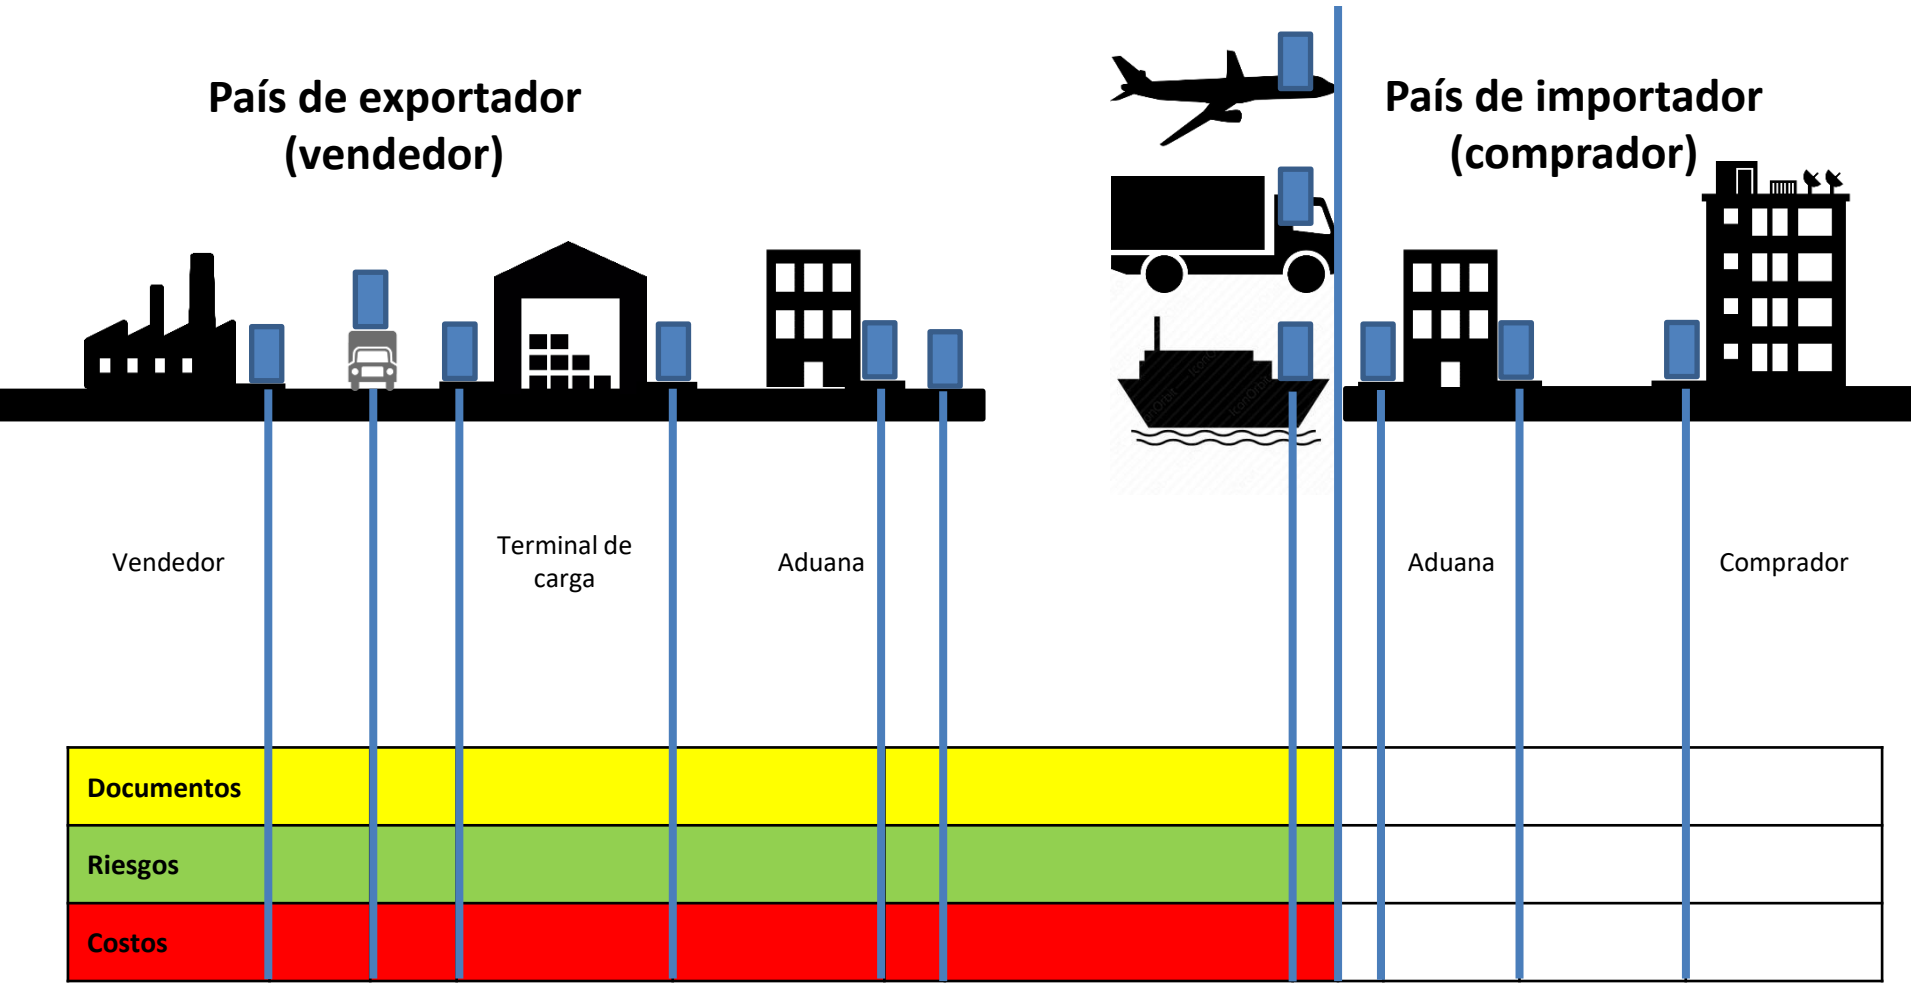 País de exportador
(vendedor)
País de importador
(comprador)
Vendedor
Terminal de
carga
Aduana
Aduana
Comprador
Documentos
Riesgos
Costos